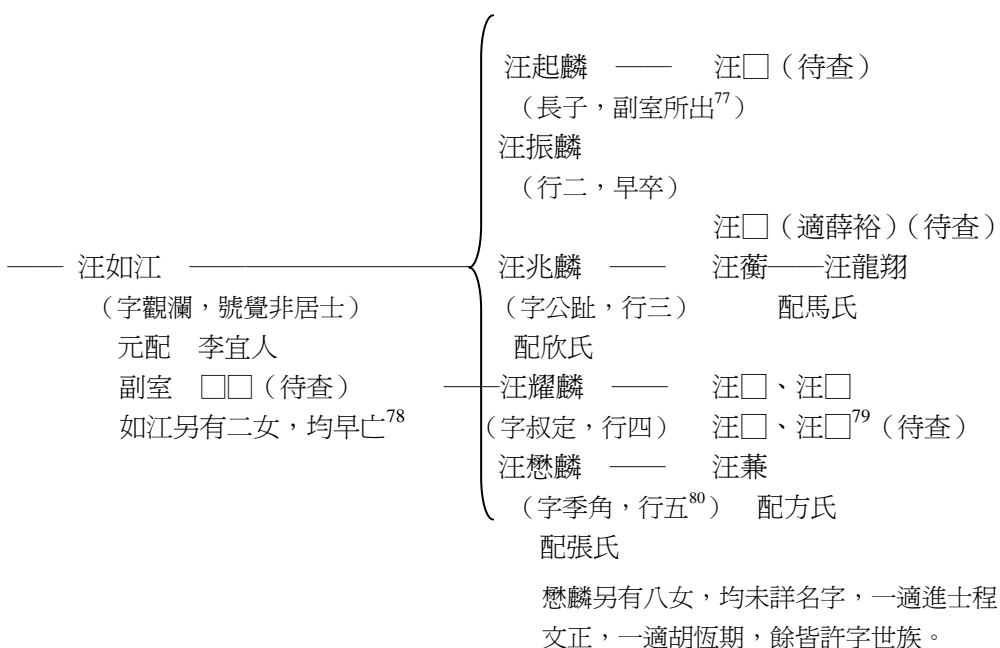 汪起麟 —— 汪□（待查）
（長子，副室所出77）
汪振麟
（行二，早卒）
汪□（適薛裕）（待查）
—— 汪如江 —————————— 汪兆麟 —— 汪蘅——汪龍翔
（字觀瀾，號覺非居士） （字公趾，行三） 配馬氏
元配 李宜人 配欣氏
副室 □□（待查） ——汪耀麟 —— 汪□、汪□
如江另有二女，均早亡78 （字叔定，行四） 汪□、汪□79（待查）
汪懋麟 —— 汪蒹
（字季角，行五80） 配方氏
配張氏
懋麟另有八女，均未詳名字，一適進士程
文正，一適胡恆期，餘皆許字世族。